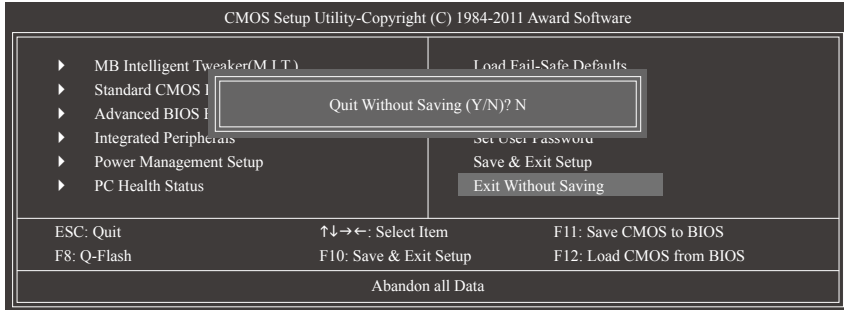 CMOS Setup Utility-Copyright (C) 1984-2011 Award Software
MB Intelligent Tweaker(M.I.T.)
Standard CMOS
Advanced BIOS
Integrated Peripherals
Power Management Setup
PC Health Status
Load Fail-Safe Defaults
Quit Without Saving (Y/N)? N
Set User Password
Save & Exit Setup
Exit Without Saving
ESC: Quit ↑↓→←: Select Item F11: Save CMOS to BIOS
F8: Q-Flash F10: Save & Exit Setup F12: Load CMOS from BIOS
Abandon all Data